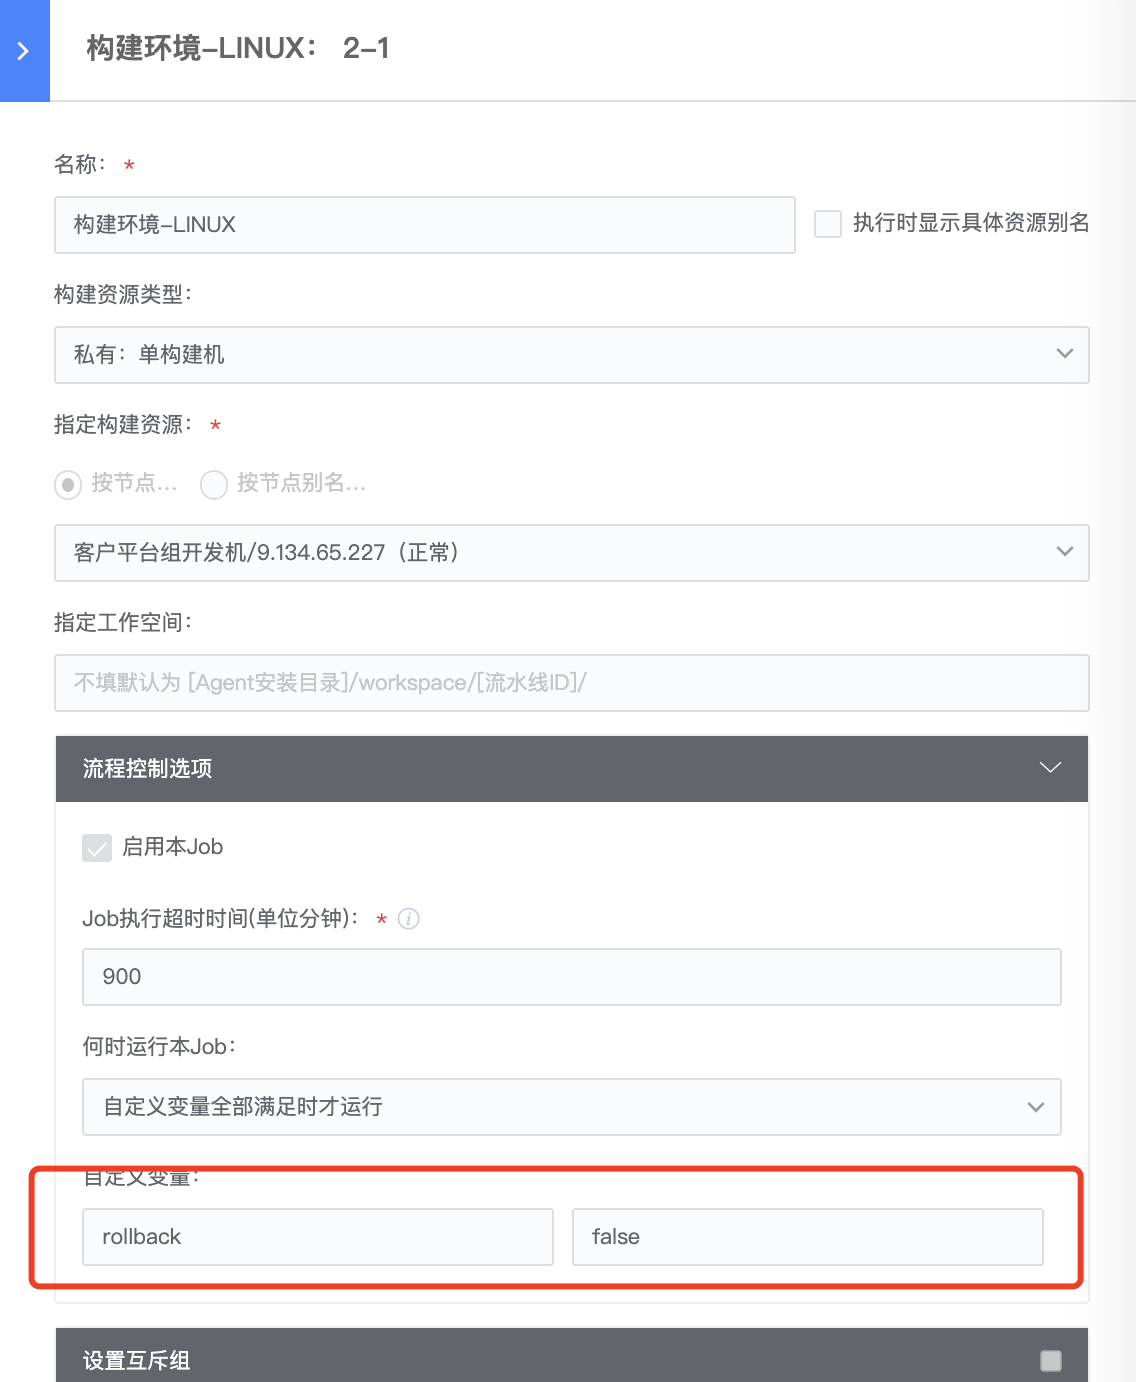 构建环境-LINUX： 2-1
名称： *
构建环境-LINUX
执行时显示具体资源别名
构建资源类型：
私有：单构建机
指定构建资源： *
按节点... 按节点别名...
客户平台组开发机/9.134.65.227（正常）
指定工作空间：
不填默认为 [Agent安装目录]/workspace/[流水线ID]/
流程控制选项
启用本Job
Job执行超时时间(单位分钟)： *
900
何时运行本Job：
自定义变量全部满足时才运行
自定义变量：
rollback false
设置互斥组